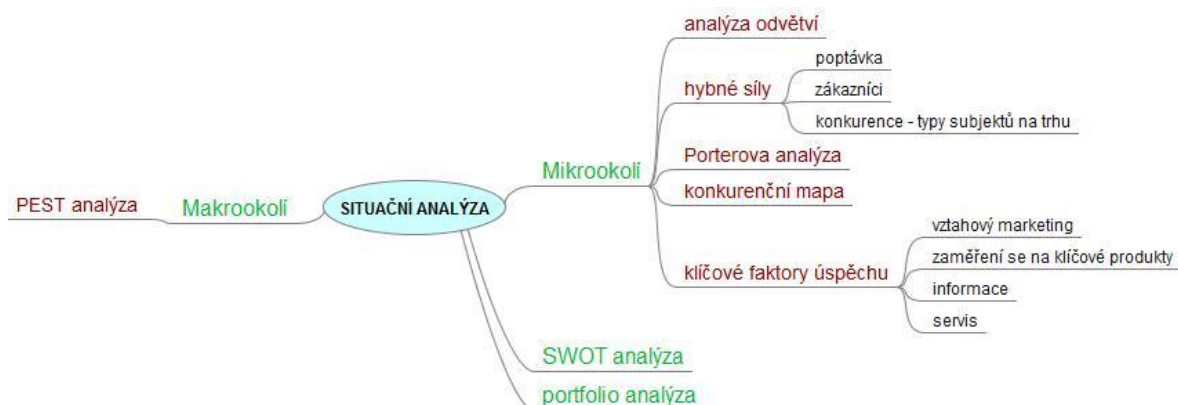 SITUAČNÍ ANALÝZA
Makrookolí
PEST analýza
Mikrookolí
analýza odvětví
hybné síly
poptávka
zákazníci
konkurence - typy subjektů na trhu
Porterova analýza
konkurenční mapa
klíčové faktory úspěchu
vztahový marketing
zaměření se na klíčové produkty
informace
servis
SWOT analýza
portfolio analýza